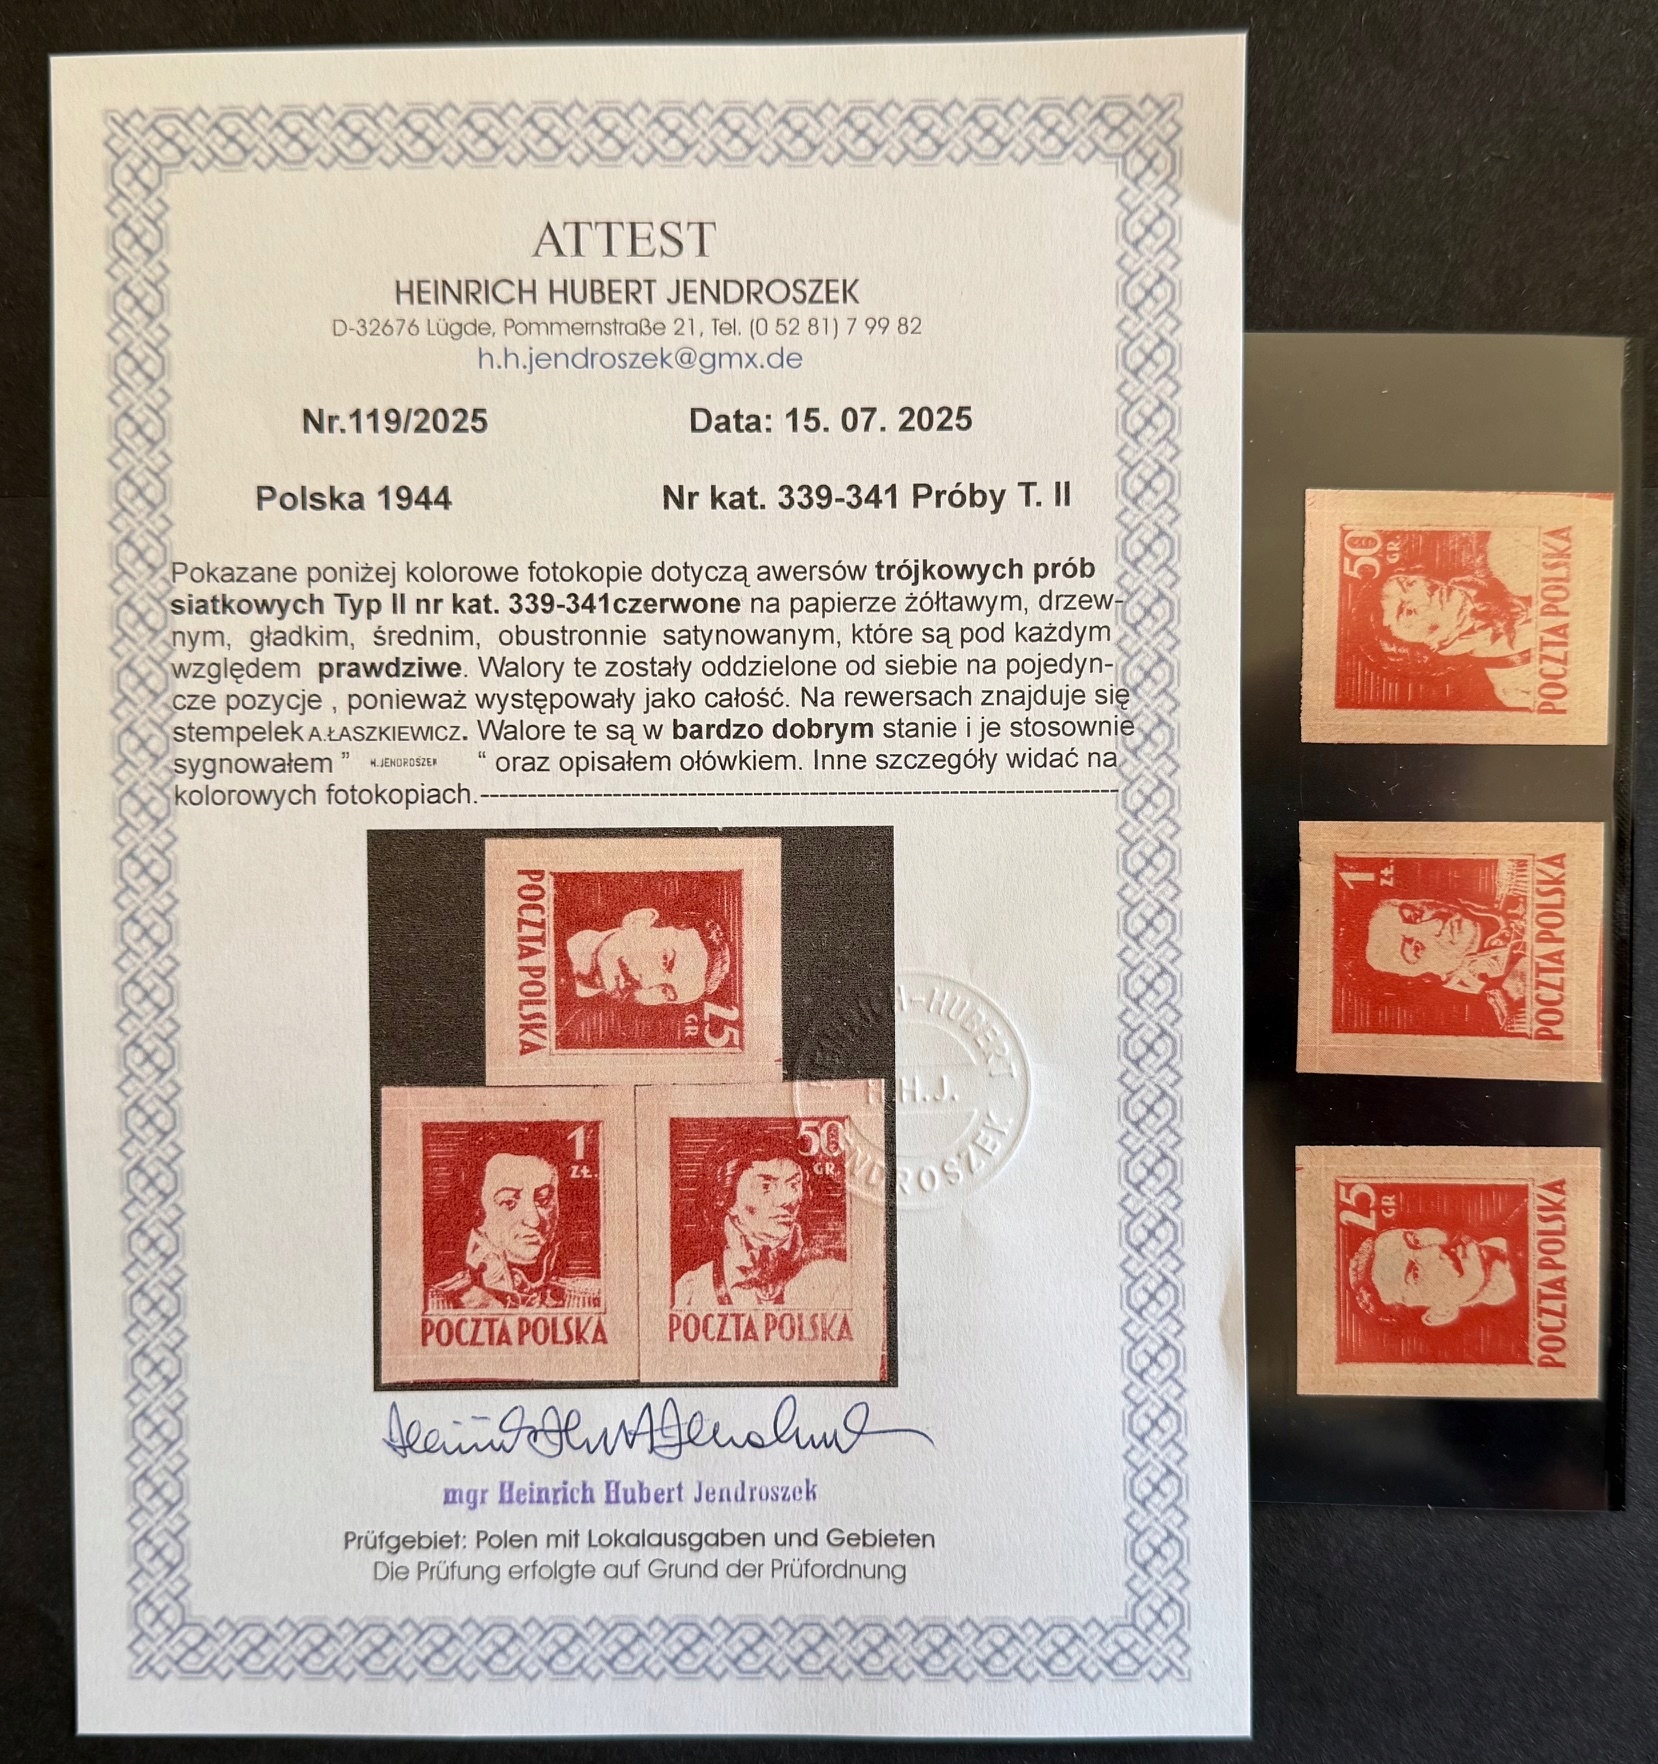 ATTEST
HEINRICH HUBERT JENDROSZEK
D-32676 Lügde, Pommernstraße 21, Tel. (0 52 81) 7 99 82
h.h.jendroszek@gmx.de
Nr.119/2025 Data: 15. 07. 2025
Polska 1944 Nr kat. 339-341 Próby T. II
Pokazane poniżej kolorowe fotokopie dotyczą awersów trójkowych prób
siatkowych Typ II nr kat. 339-341czerwone na papierze żółtawym, drzew-
nym, gładkim, średnim, obustronnie satynowanym, które są pod każdym
względem prawdziwe. Walory te zostały oddzielone od siebie na pojedyn-
cze pozycje , ponieważ występowały jako całość. Na rewersach znajduje się
stempelek A.ŁASZKIEWICZ. Walore te są w bardzo dobrym stanie i je stosownie
sygnowałem ” H.JENDROSZEK “ oraz opisałem ołówkiem. Inne szczegóły widać na
kolorowych fotokopiach.--------------------------------------------------------------------
25
GR
POCZTA POLSKA
1
ZŁ.
POCZTA POLSKA
50
GR.
POCZTA POLSKA
HEINRICH-HUBERT
H.H.J.
JENDROSZEK
mgr Heinrich Hubert Jendroszek
Prüfgebiet: Polen mit Lokalausgaben und Gebieten
Die Prüfung erfolgte auf Grund der Prüfordnung
50
GR.
POCZTA POLSKA
1
ZŁ.
POCZTA POLSKA
25
GR
POCZTA POLSKA